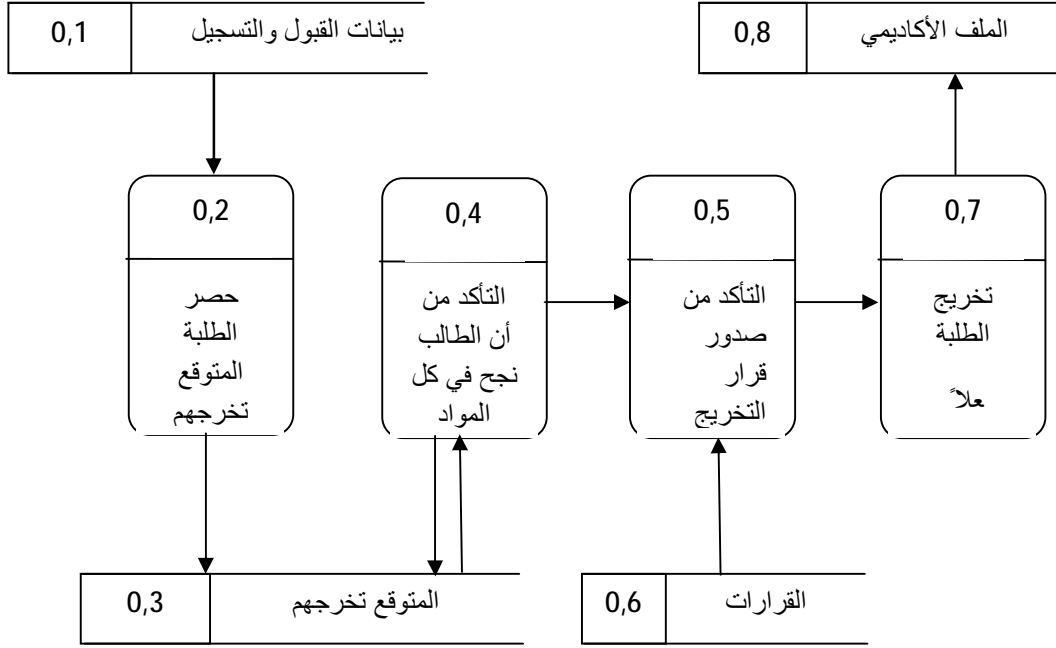 0,1
بيانات القبول والتسجيل
0,8
الملف الأكاديمي
0,2
حصر
الطلبة
المتوقع
تخرجهم
0,4
التأكد من
أن الطالب
نجح في كل
المواد
0,5
التأكد من
صدور
قرار
التخريج
0,7
تخريج
الطلبة
0,3
المتوقع تخرجهم
0,6
القرارات